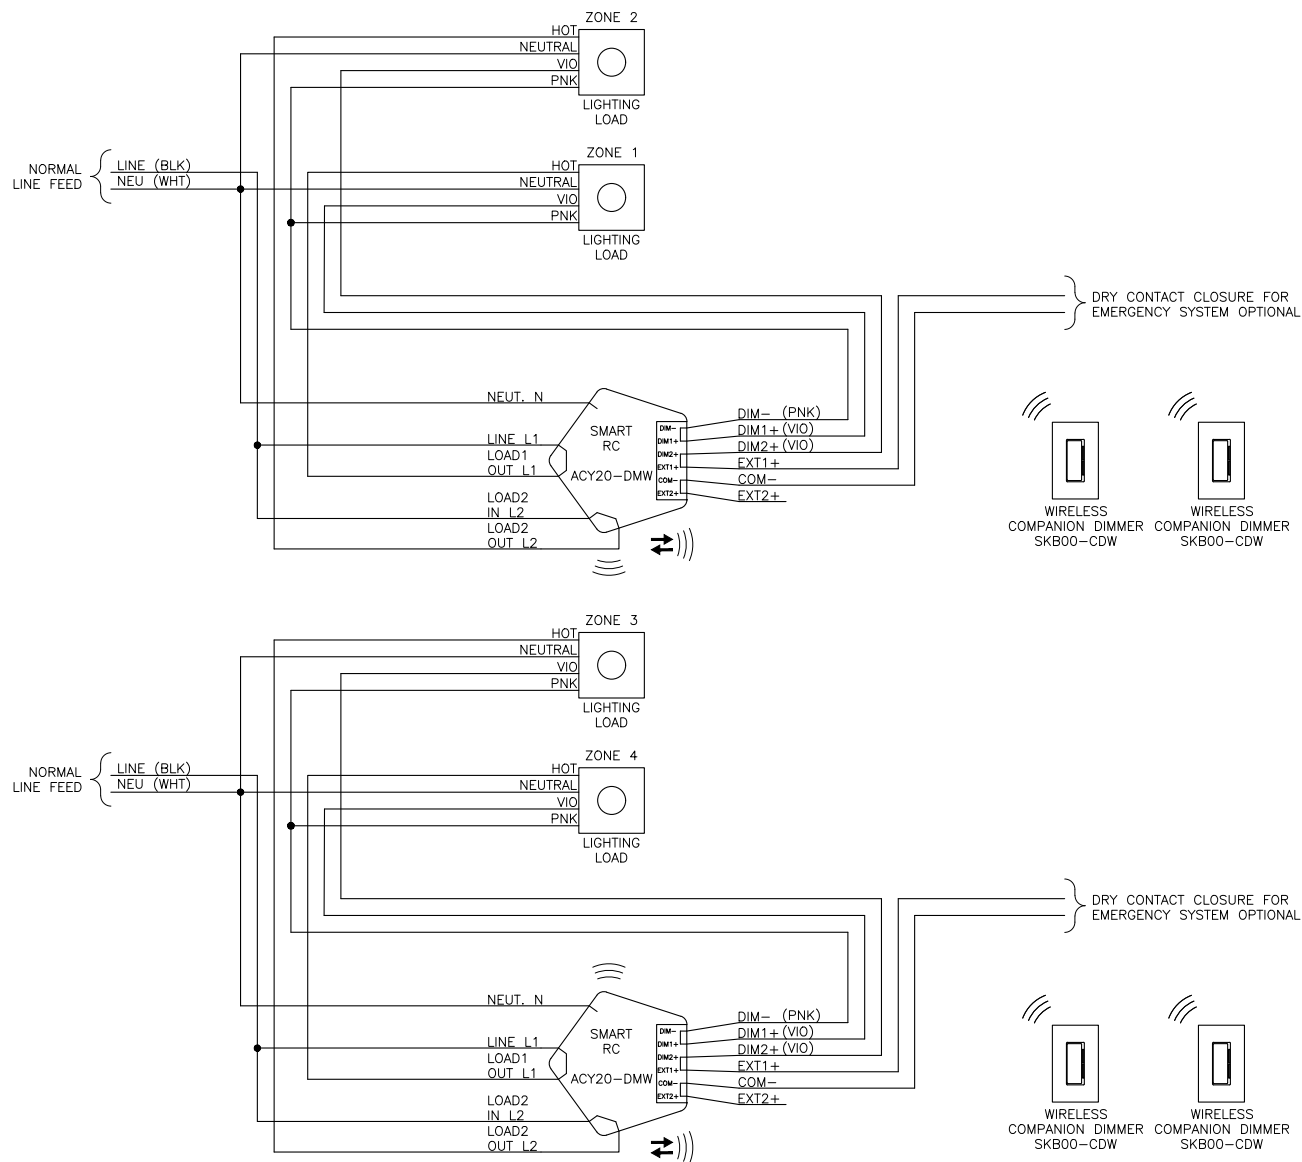 ZONE 2
HOT
NEUTRAL
VIO
PNK
LIGHTING
LOAD
ZONE 1
NORMAL
LINE FEED
LINE (BLK)
NEU (WHT)
HOT
NEUTRAL
VIO
PNK
LIGHTING
LOAD
DRY CONTACT CLOSURE FOR
EMERGENCY SYSTEM OPTIONAL
NEUT. N
LINE L1
LOAD1
OUT L1
LOAD2
IN L2
LOAD2
OUT L2
SMART
RC
ACY20-DMW
DIM-
DIM1+
DIM2+
EXT1+
COM-
EXT2+
DIM- (PNK)
DIM1+ (VIO)
DIM2+ (VIO)
EXT1+
COM-
EXT2+
WIRELESS
COMPANION DIMMER
SKB00-CDW
WIRELESS
COMPANION DIMMER
SKB00-CDW
ZONE 3
HOT
NEUTRAL
VIO
PNK
LIGHTING
LOAD
ZONE 4
NORMAL
LINE FEED
LINE (BLK)
NEU (WHT)
HOT
NEUTRAL
VIO
PNK
LIGHTING
LOAD
DRY CONTACT CLOSURE FOR
EMERGENCY SYSTEM OPTIONAL
NEUT. N
LINE L1
LOAD1
OUT L1
LOAD2
IN L2
LOAD2
OUT L2
SMART
RC
ACY20-DMW
DIM-
DIM1+
DIM2+
EXT1+
COM-
EXT2+
DIM- (PNK)
DIM1+ (VIO)
DIM2+ (VIO)
EXT1+
COM-
EXT2+
WIRELESS
COMPANION DIMMER
SKB00-CDW
WIRELESS
COMPANION DIMMER
SKB00-CDW